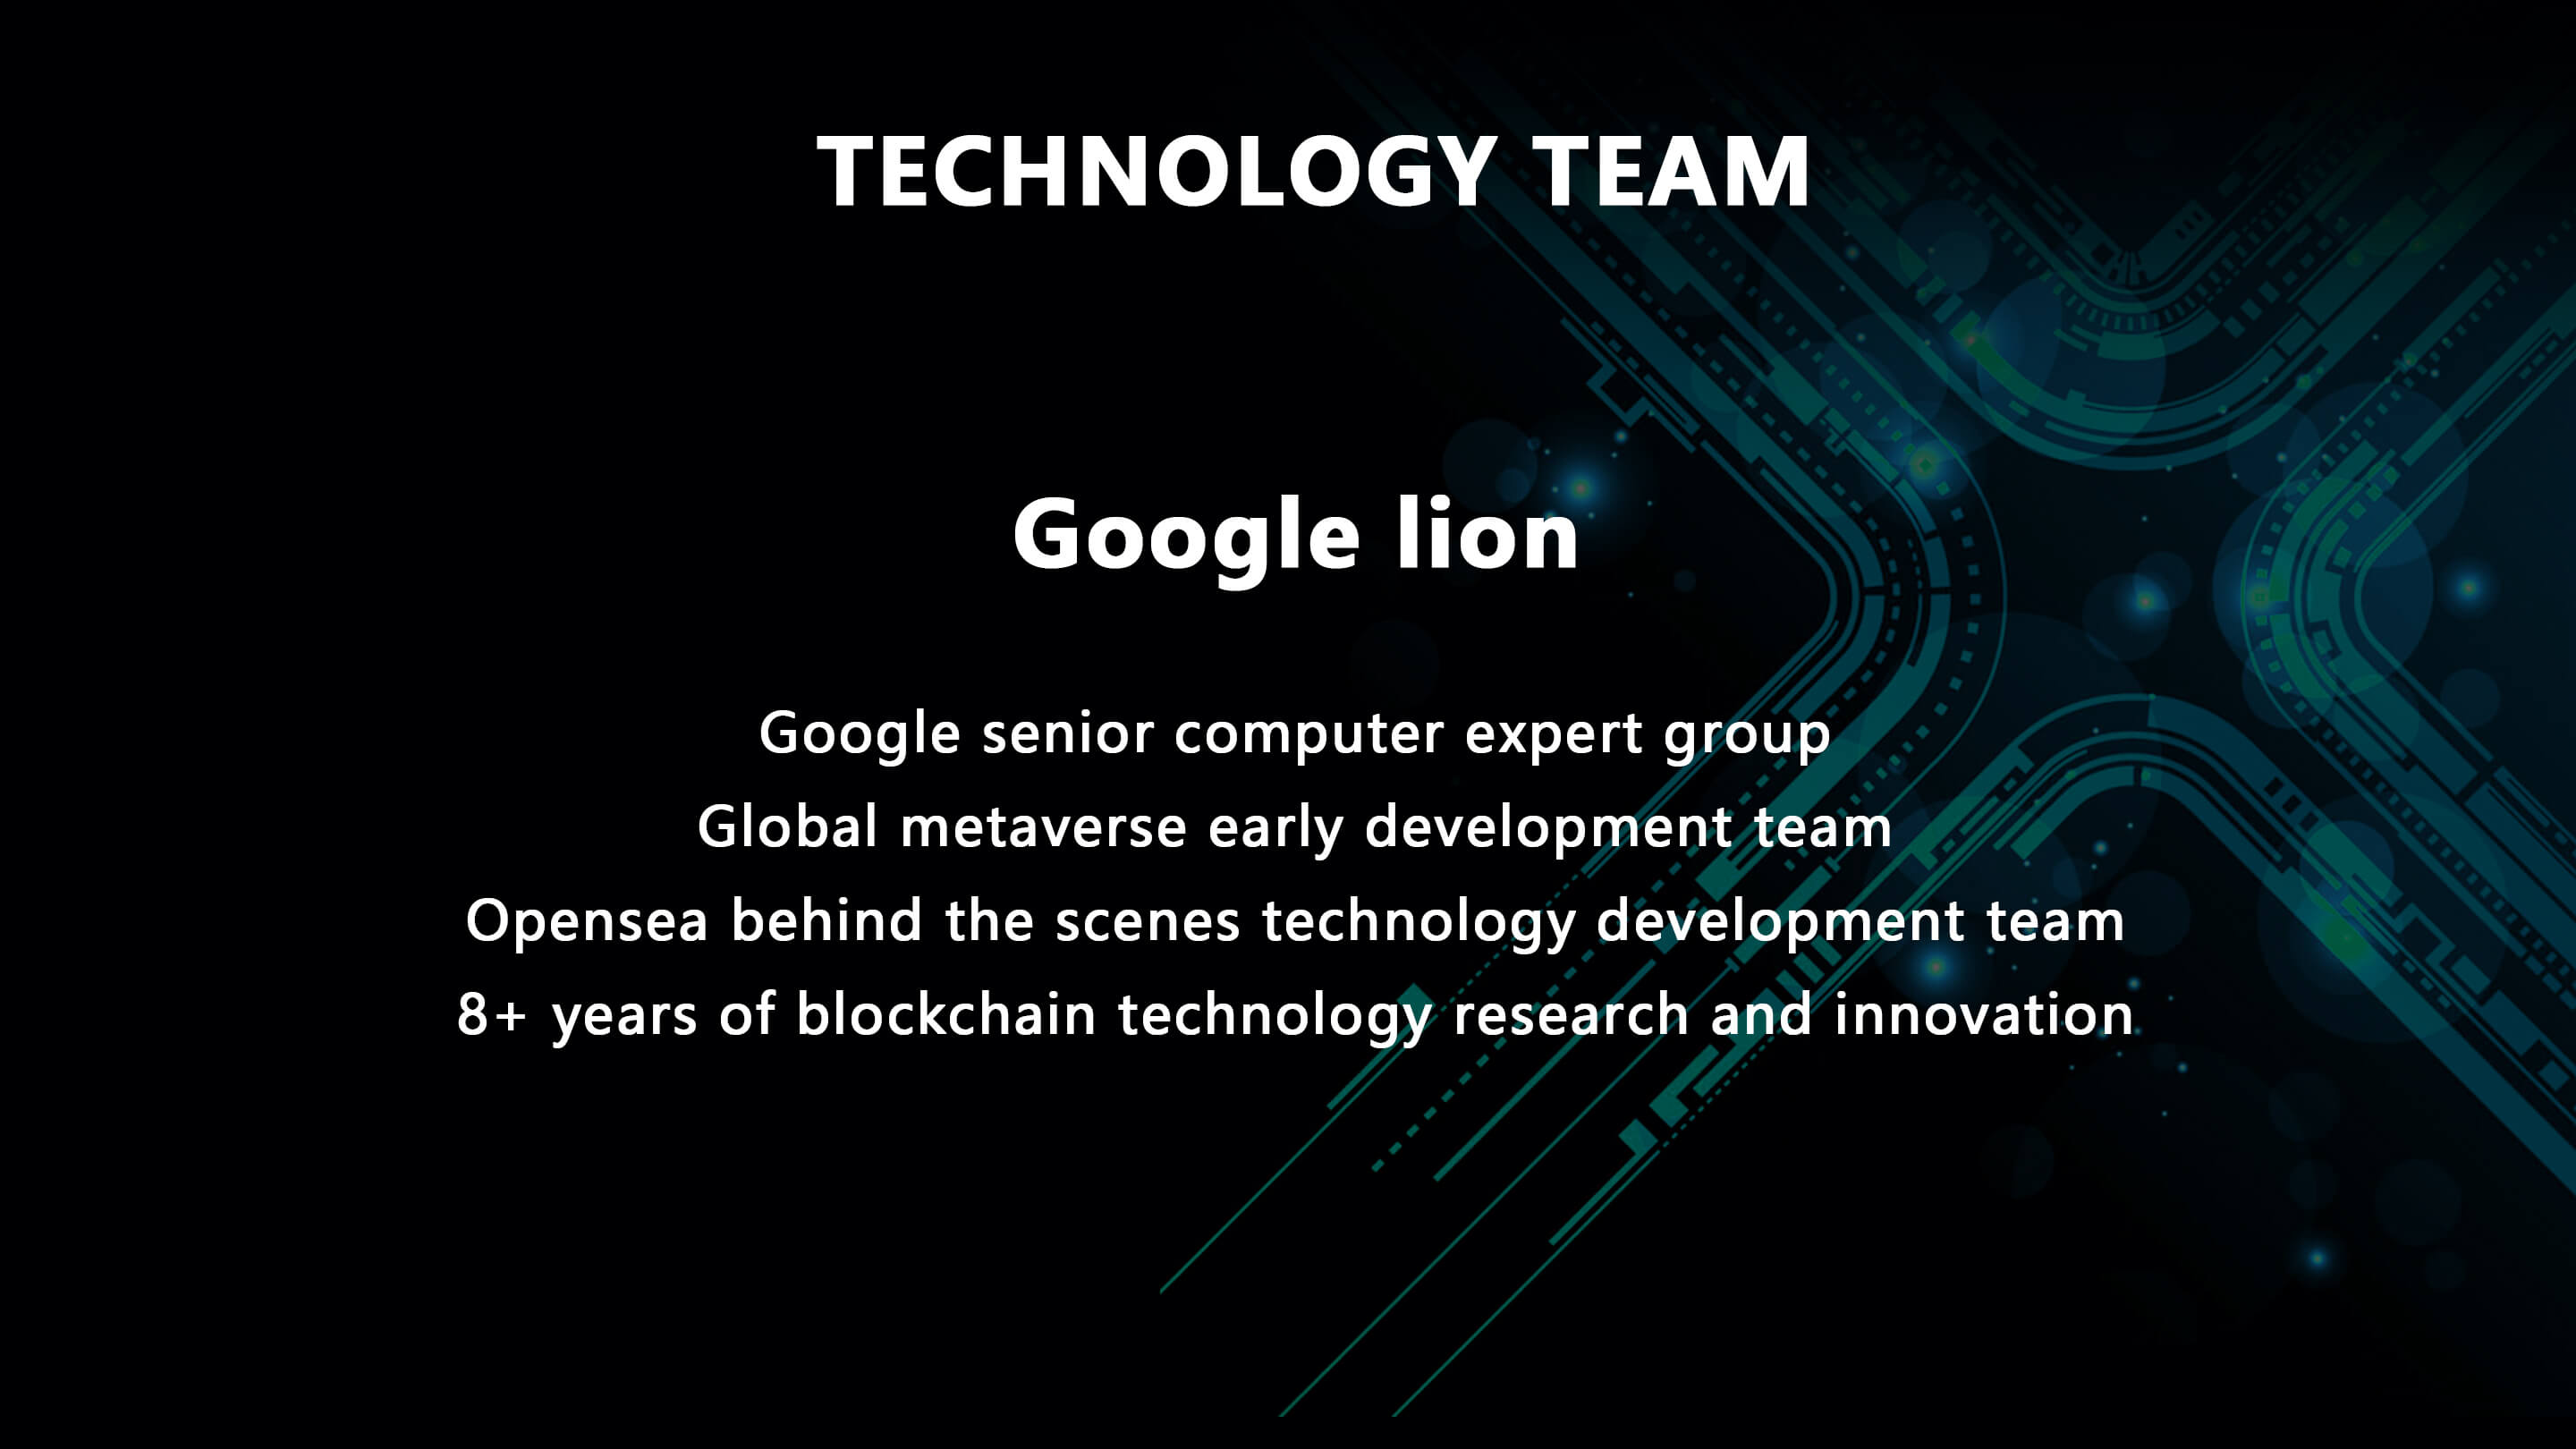 TECHNOLOGY TEAM
Google lion
Google senior computer expert group
Global metaverse early development team
Opensea behind the scenes technology development team
8+ years of blockchain technology research and innovation